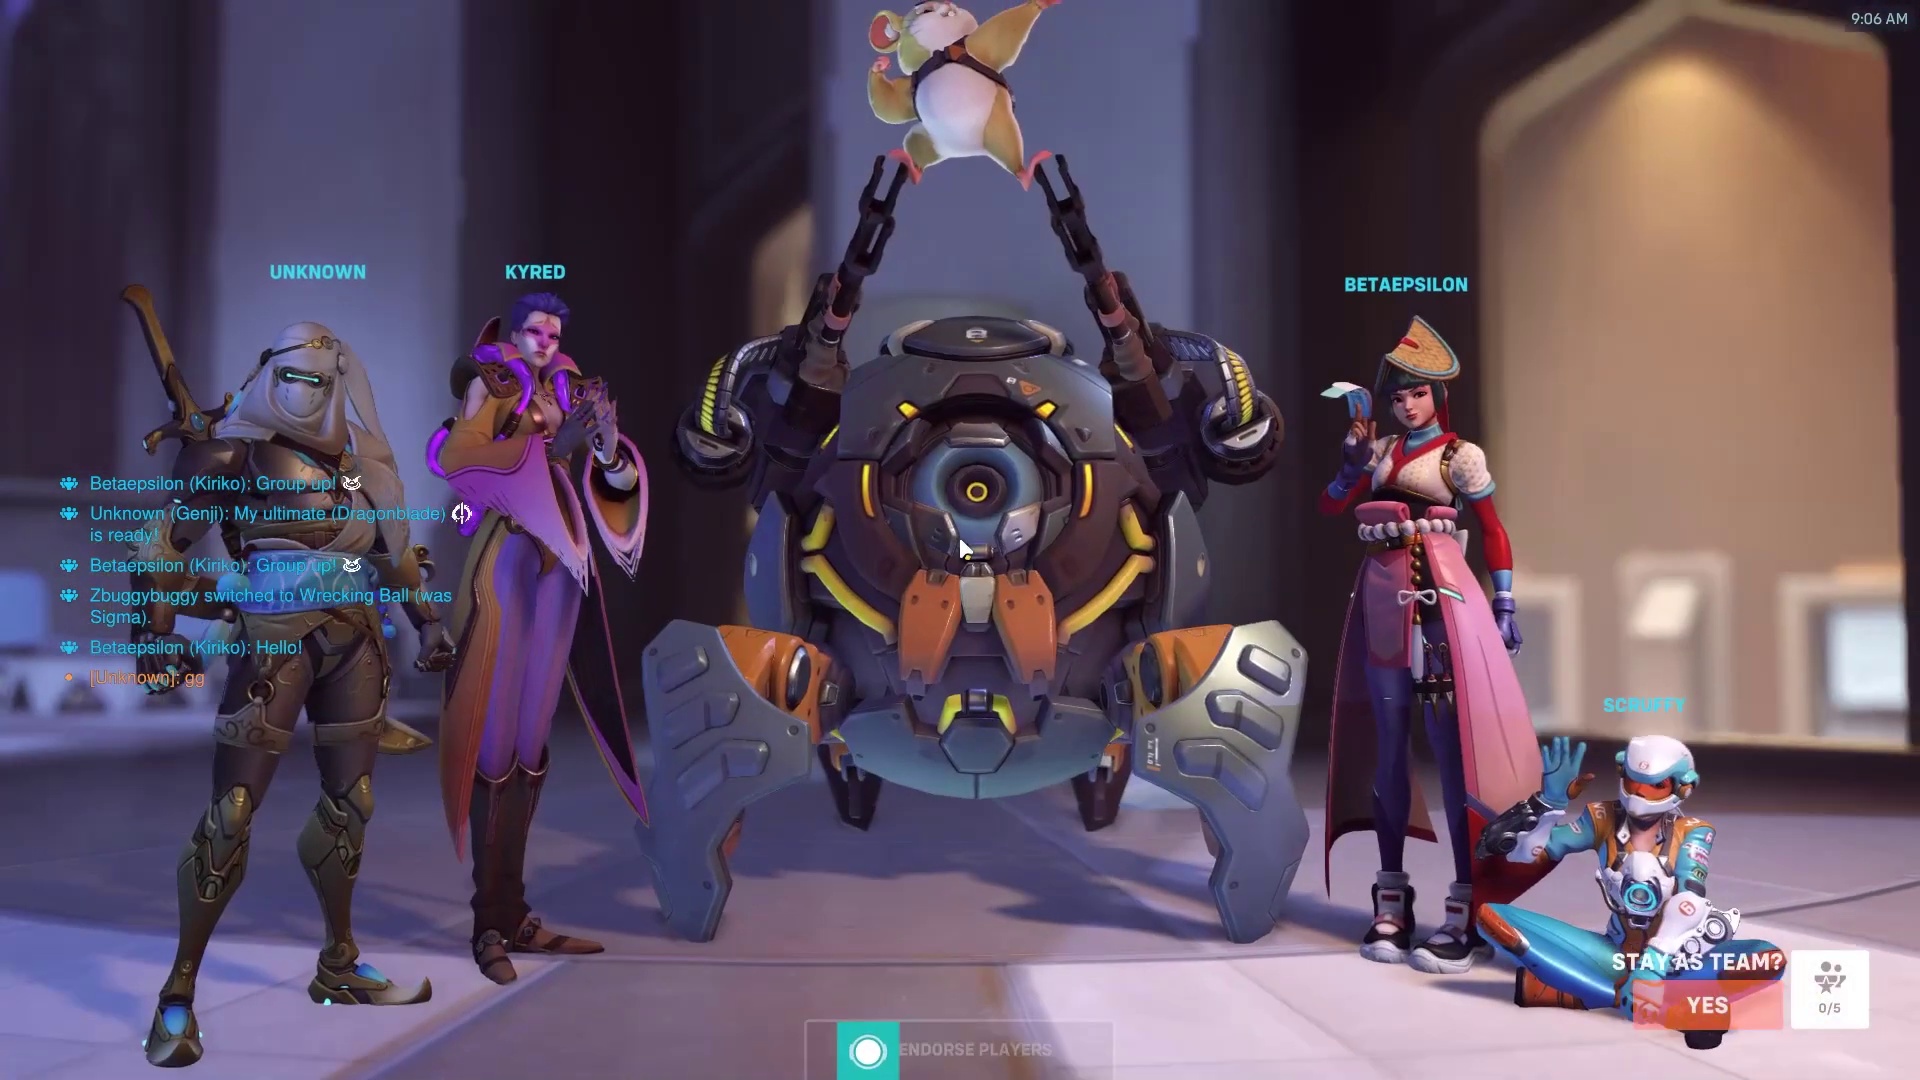 9:06 AM
UNKNOWN
KYRED
BETAEPSILON
Betaepsilon (Kiriko): Group up!
Unknown (Genji): My ultimate (Dragonblade)
is ready!
Betaepsilon (Kiriko): Group up!
Zbuggybuggy switched to Wrecking Ball (was
Sigma).
Betaepsilon (Kiriko): Hello!
[Unknown]: gg
SCRUFFY
STAY AS TEAM?
YES
0/5
ENDORSE PLAYERS